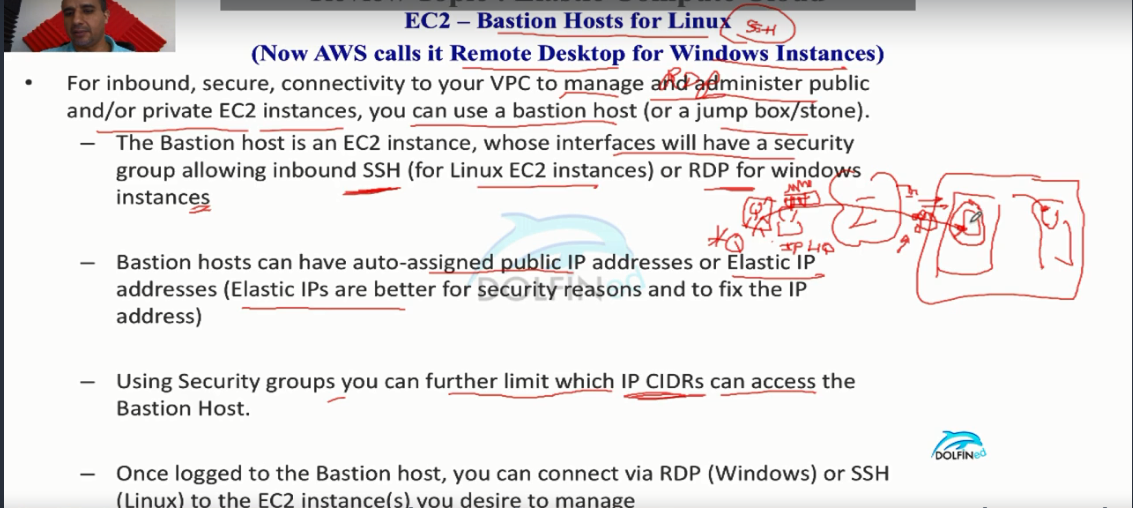 EC2 – Bastion Hosts for Linux
SSH
(Now AWS calls it Remote Desktop for Windows Instances)
• For inbound, secure, connectivity to your VPC to manage and administer public
RDP
and/or private EC2 instances, you can use a bastion host (or a jump box/stone).
– The Bastion host is an EC2 instance, whose interfaces will have a security
group allowing inbound SSH (for Linux EC2 instances) or RDP for windows
instances
– Bastion hosts can have auto-assigned public IP addresses or Elastic IP
addresses (Elastic IPs are better for security reasons and to fix the IP
address)
DOLFINed
– Using Security groups you can further limit which IP CIDRs can access the
Bastion Host.
DOLFINed
– Once logged to the Bastion host, you can connect via RDP (Windows) or SSH
(Linux) to the EC2 instance(s) you desire to manage